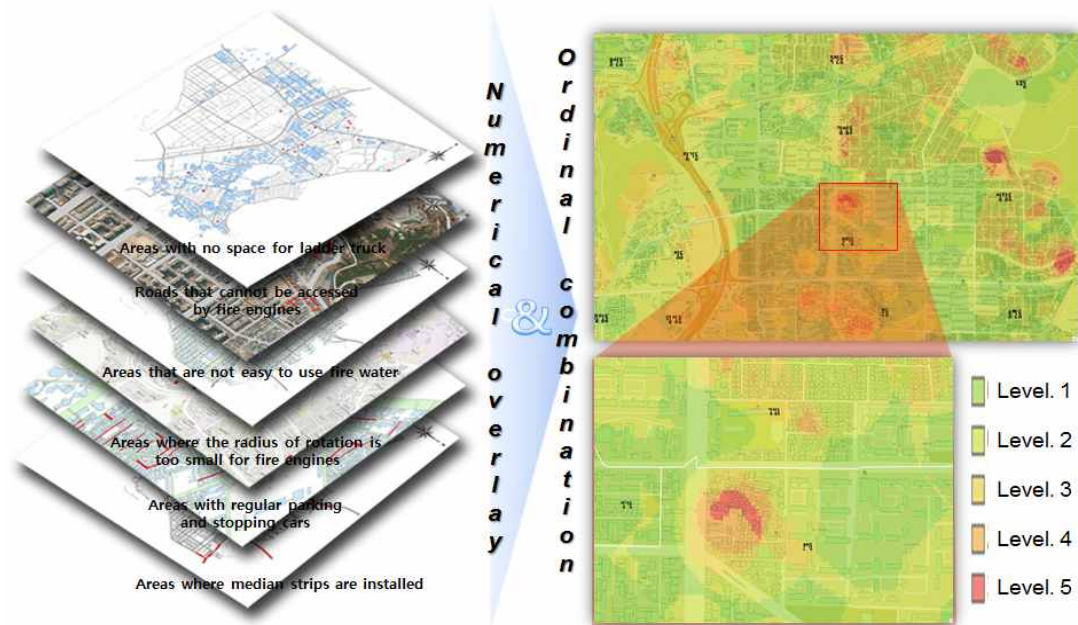 Areas with no space for ladder truck
Roads that cannot be accessed
by fire engines
Areas that are not easy to use fire water
Areas where the radius of rotation is
too small for fire engines
Areas with regular parking
and stopping cars
Areas where median strips are installed
Numerical overlay
&
Ordinal combination
Level. 1
Level. 2
Level. 3
Level. 4
Level. 5